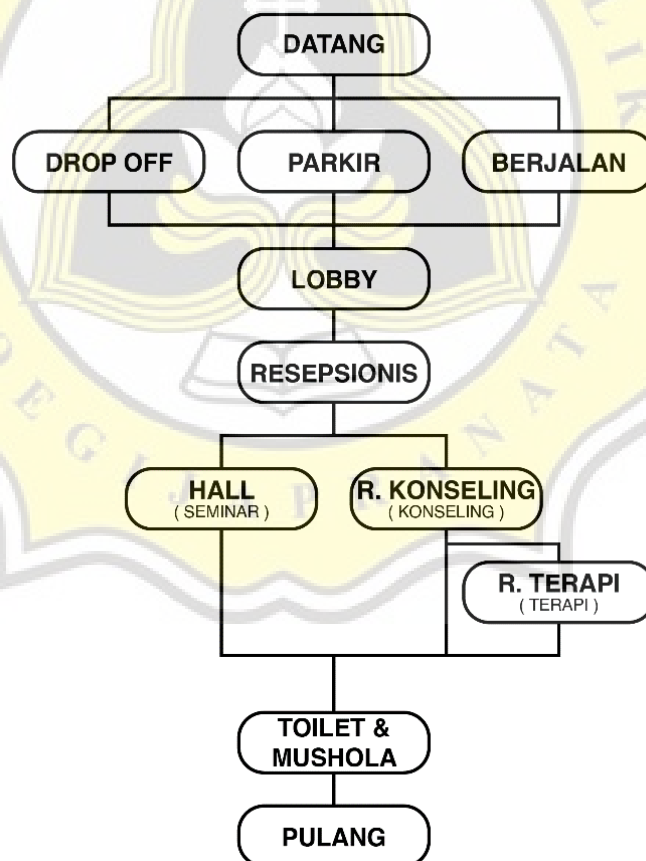 DATANG
DROP OFF
PARKIR
BERJALAN
LOBBY
RESEPSIONIS
HALL
( SEMINAR )
R. KONSELING
( KONSELING )
R. TERAPI
( TERAPI )
TOILET &
MUSHOLA
PULANG